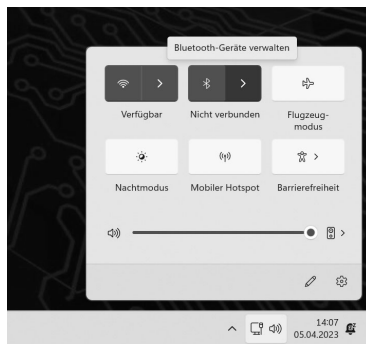 Bluetooth-Geräte verwalten
Verfügbar
Nicht verbunden
Flugzeug-
modus
Nachtmodus
Mobiler Hotspot
Barrierefreiheit
14:07
05.04.2023